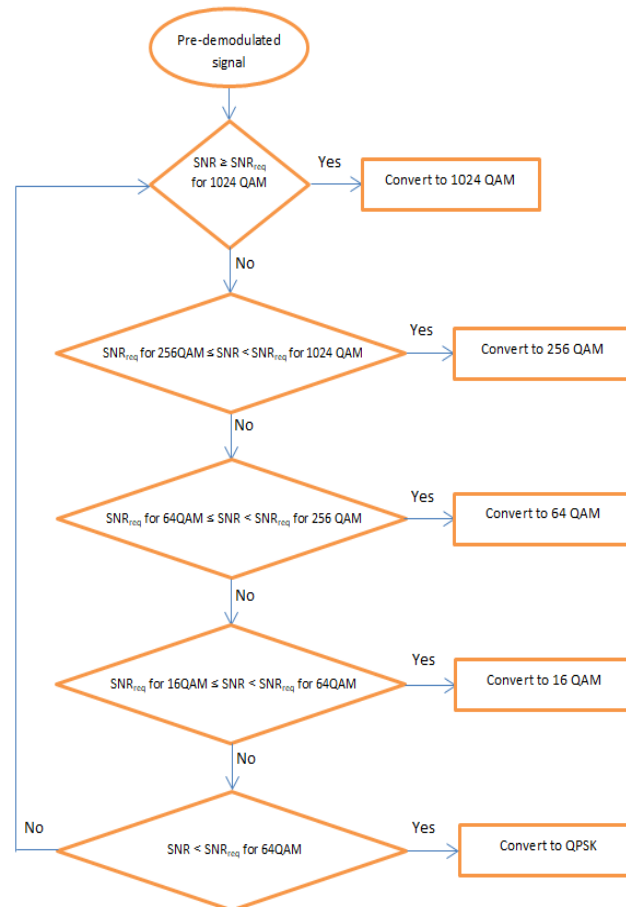 Pre-demodulated
signal
SNR ≥ SNRreq
for 1024 QAM
Yes
Convert to 1024 QAM
No
SNRreq for 256QAM ≤ SNR < SNRreq for 1024 QAM
Yes
Convert to 256 QAM
No
SNRreq for 64QAM ≤ SNR < SNRreq for 256 QAM
Yes
Convert to 64 QAM
No
SNRreq for 16QAM ≤ SNR < SNRreq for 64QAM
Yes
Convert to 16 QAM
No
No
SNR < SNRreq for 64QAM
Yes
Convert to QPSK